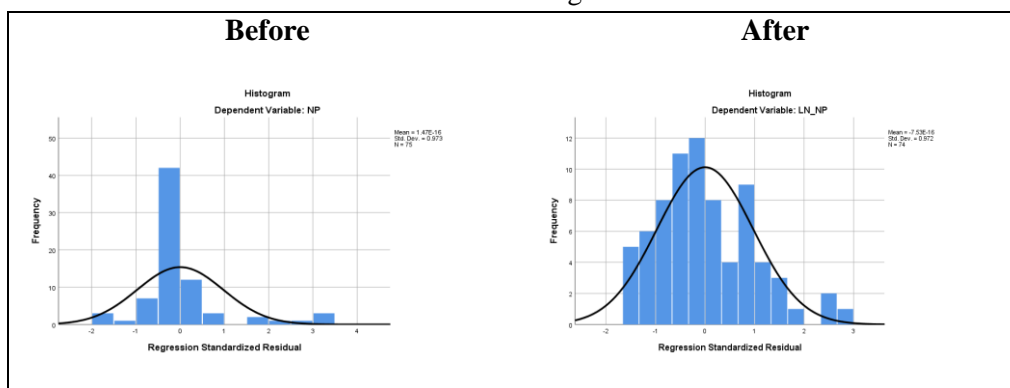 Before
After
Histogram
Dependent Variable: NP
Mean = 1.47E-16
Std. Dev. = 0.973
N = 75
50
40
30
20
10
0
Frequency
-2 -1 0 1 2 3 4
Regression Standardized Residual
Histogram
Dependent Variable: LN_NP
Mean = -7.53E-16
Std. Dev. = 0.972
N = 74
12
10
8
6
4
2
0
Frequency
-2 -1 0 1 2 3
Regression Standardized Residual